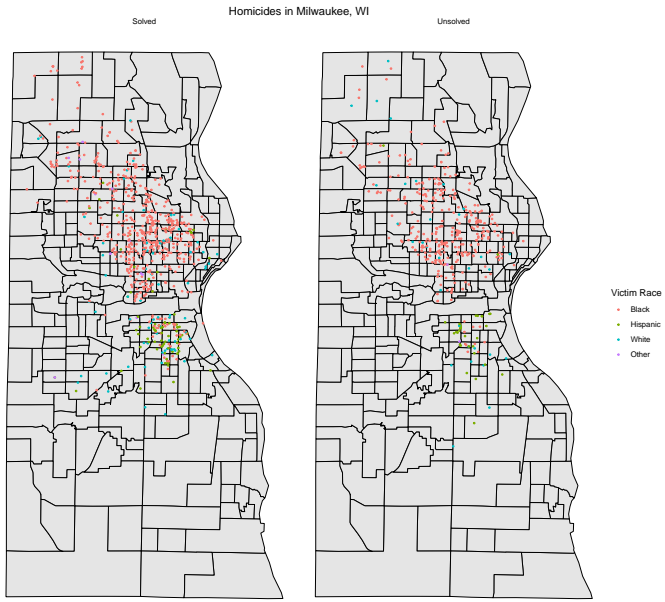 Homicides in Milwaukee, WI
Solved
Unsolved
Victim Race
Black
Hispanic
White
Other